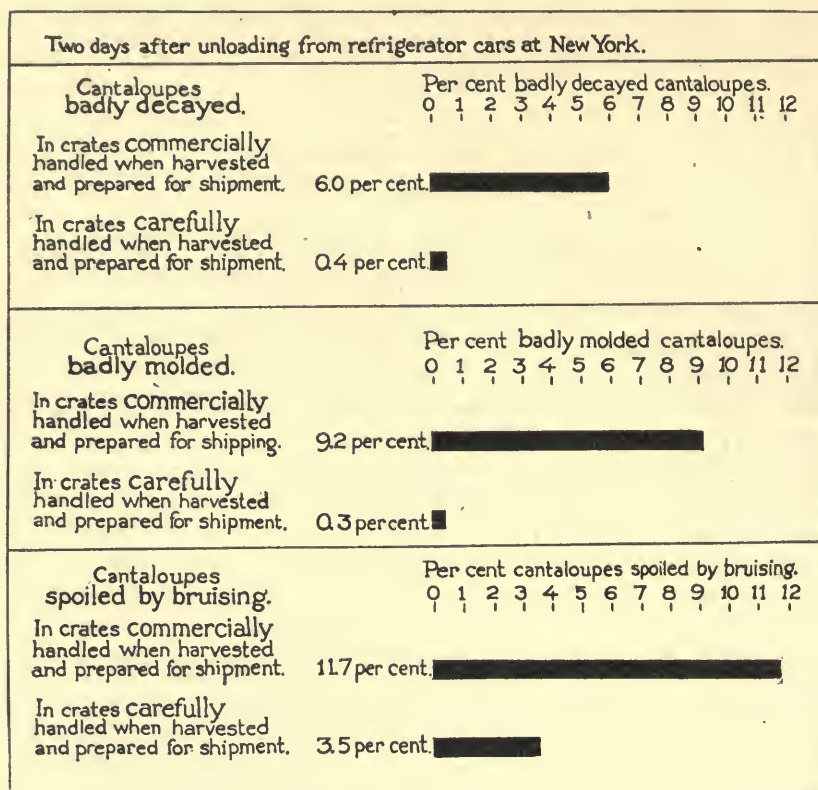 Two days after unloading from refrigerator cars at New York.
Cantaloupes
badly decayed.
Per cent badly decayed cantaloupes.
0 1 2 3 4 5 6 7 8 9 10 11 12
In crates commercially
handled when harvested
and prepared for shipment. 6.0 per cent.
In crates carefully
handled when harvested
and prepared for shipment. 0.4 per cent.
Cantaloupes
badly molded.
Per cent badly molded cantaloupes.
0 1 2 3 4 5 6 7 8 9 10 11 12
In crates commercially
handled when harvested
and prepared for shipping. 9.2 per cent.
In crates carefully
handled when harvested
and prepared for shipment. 0.3 per cent.
Cantaloupes
spoiled by bruising.
Per cent cantaloupes spoiled by bruising.
0 1 2 3 4 5 6 7 8 9 10 11 12
In crates commercially
handled when harvested
and prepared for shipment. 11.7 per cent.
In crates carefully
handled when harvested
and prepared for shipment. 3.5 per cent.